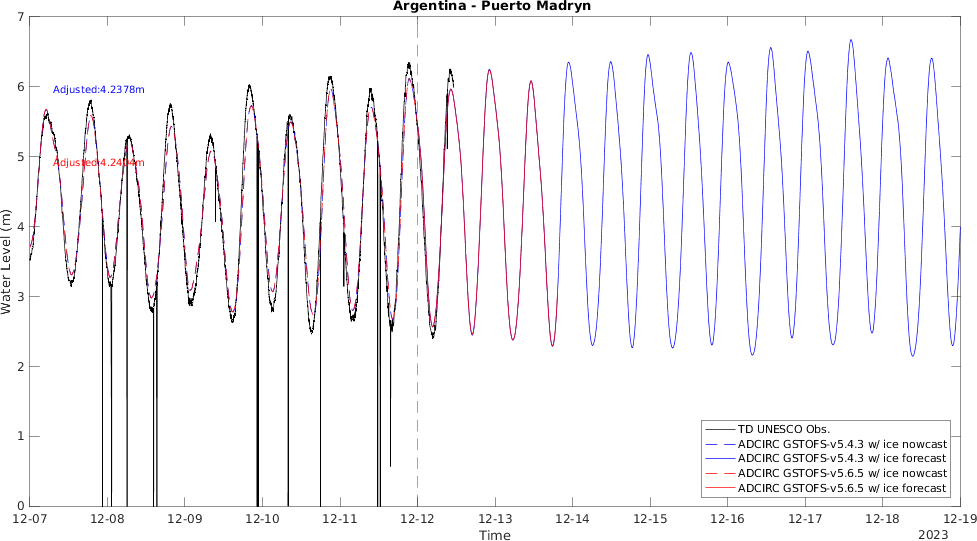 Argentina - Puerto Madryn
7
6
5
4
3
2
1
0
Water Level (m)
Adjusted:4.2378m
Adjusted:4.2404m
TD UNESCO Obs.
ADCIRC GSTOFS-v5.4.3 w/ ice nowcast
ADCIRC GSTOFS-v5.4.3 w/ ice forecast
ADCIRC GSTOFS-v5.6.5 w/ ice nowcast
ADCIRC GSTOFS-v5.6.5 w/ ice forecast
12-07 12-08 12-09 12-10 12-11 12-12 12-13 12-14 12-15 12-16 12-17 12-18 12-19
Time
2023